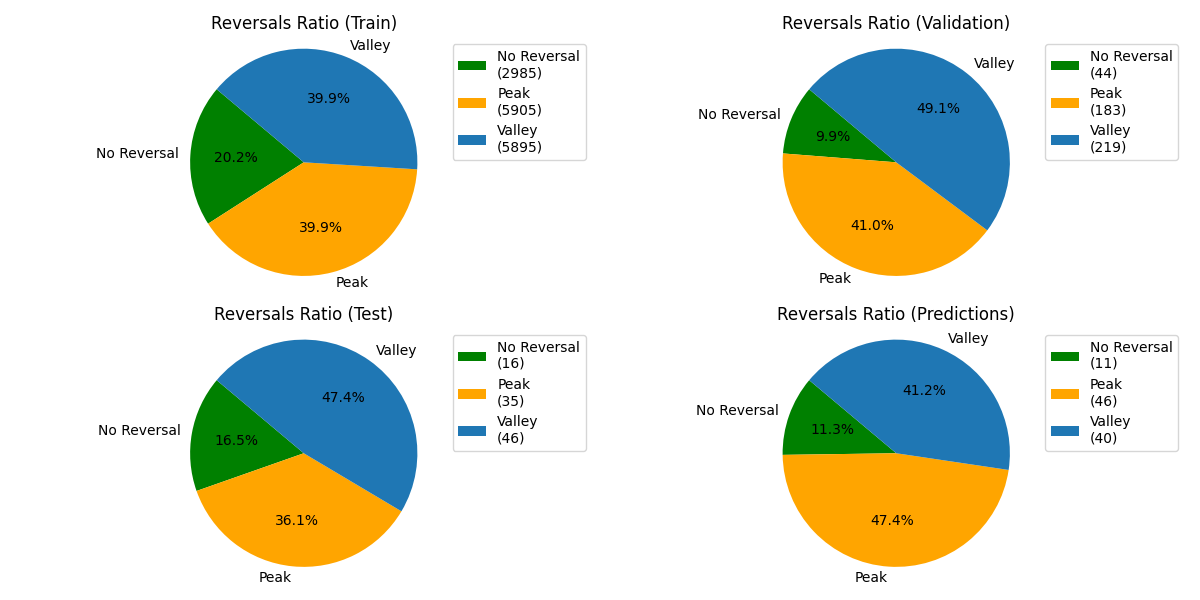 Reversals Ratio (Train)
Valley
39.9%
No Reversal
20.2%
39.9%
Peak
No Reversal
(2985)
Peak
(5905)
Valley
(5895)
Reversals Ratio (Validation)
Valley
49.1%
No Reversal
9.9%
41.0%
Peak
No Reversal
(44)
Peak
(183)
Valley
(219)
Reversals Ratio (Test)
Valley
47.4%
No Reversal
16.5%
36.1%
Peak
No Reversal
(16)
Peak
(35)
Valley
(46)
Reversals Ratio (Predictions)
Valley
41.2%
No Reversal
11.3%
47.4%
Peak
No Reversal
(11)
Peak
(46)
Valley
(40)